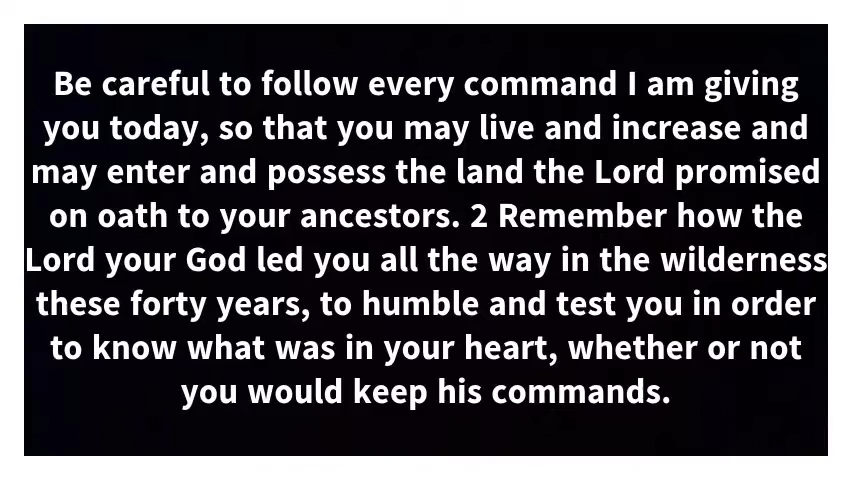 Be careful to follow every command I am giving
you today, so that you may live and increase and
may enter and possess the land the Lord promised
on oath to your ancestors. 2 Remember how the
Lord your God led you all the way in the wilderness
these forty years, to humble and test you in order
to know what was in your heart, whether or not
you would keep his commands.